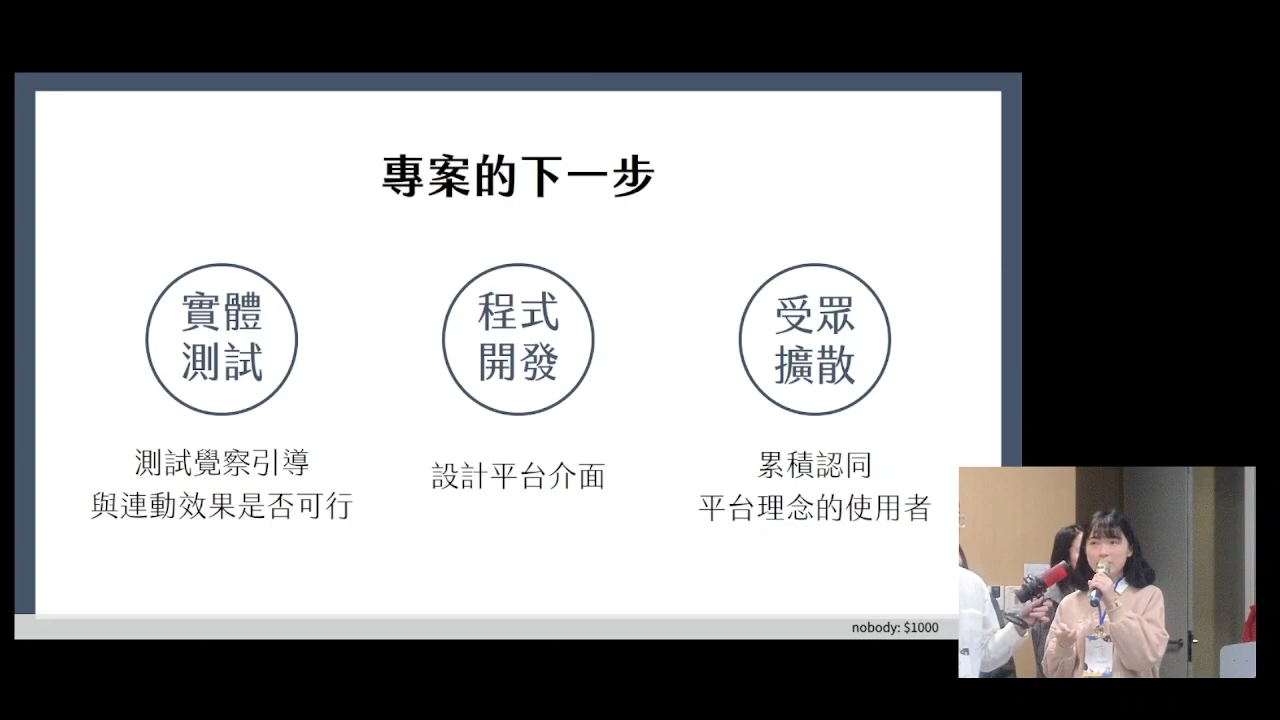 專案的下一步
實體
測試
程式
開發
受眾
擴散
測試覺察引導
與連動效果是否可行
設計平台介面
累積認同
平台理念的使用者
nobody: $1000